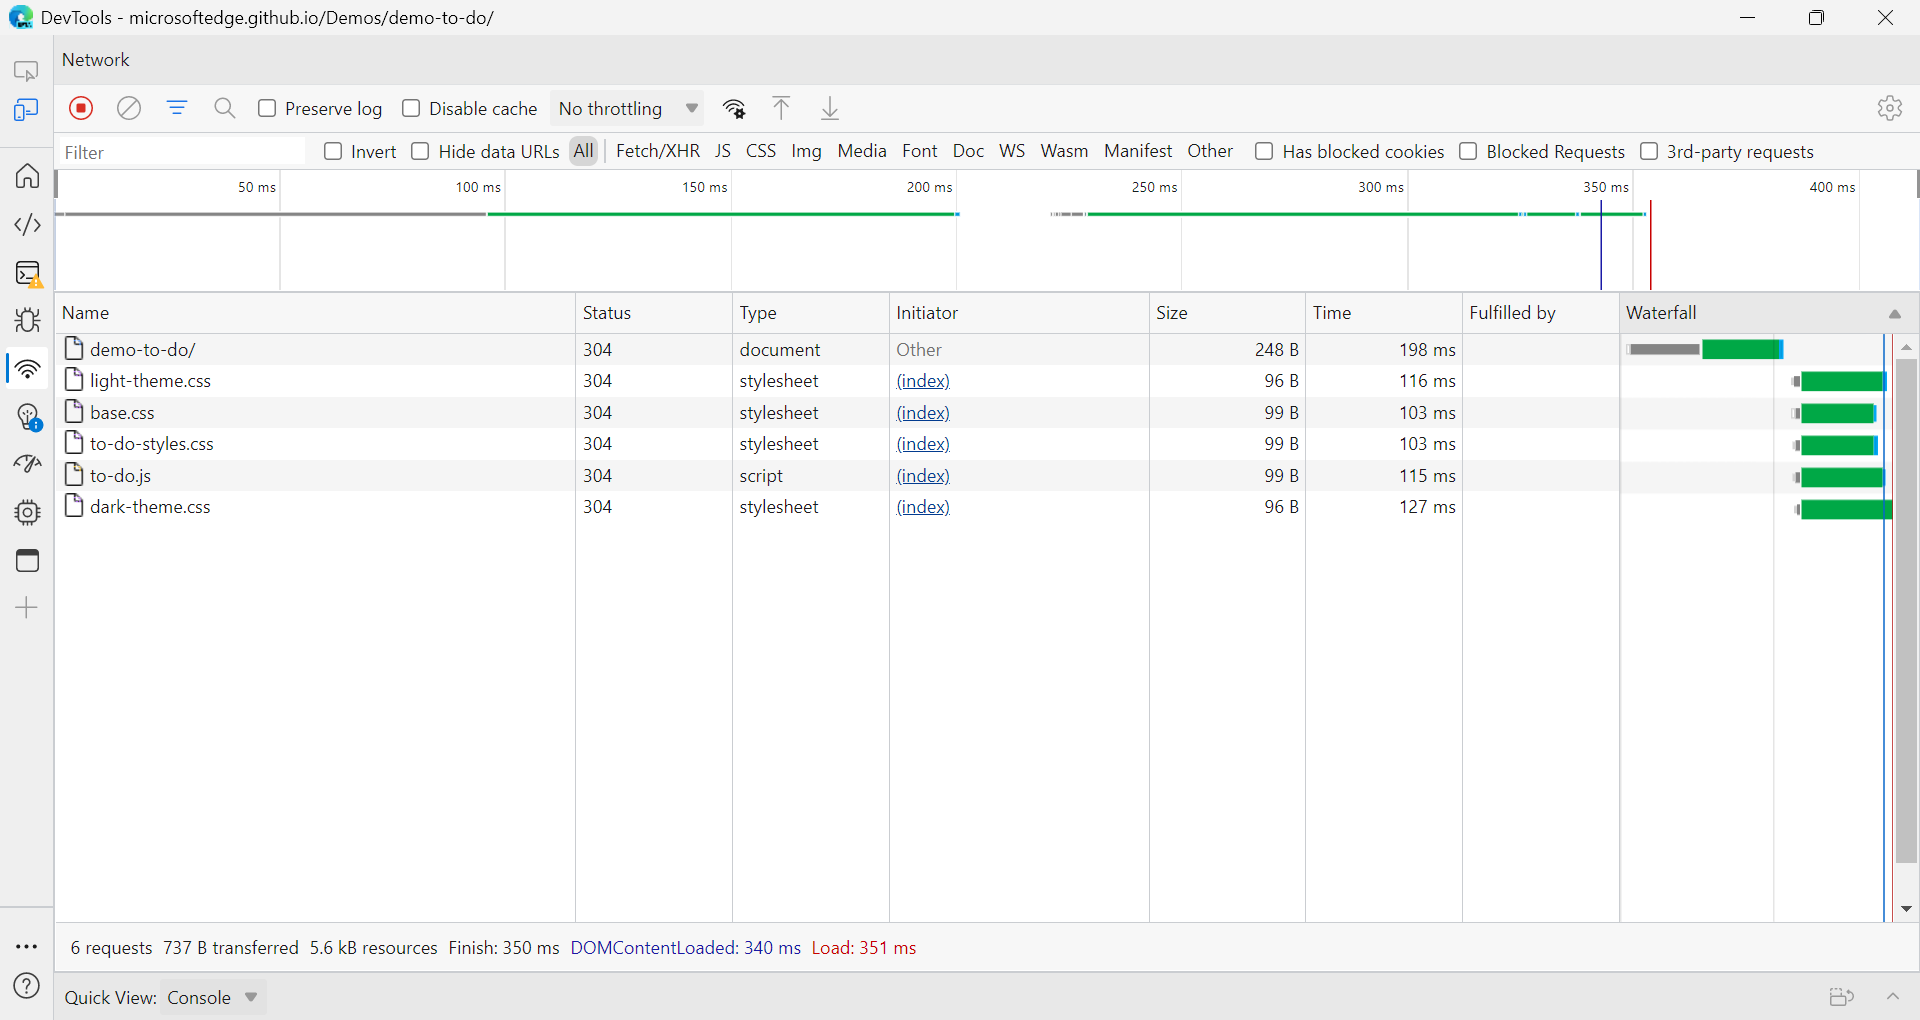 DevTools - microsoftedge.github.io/Demos/demo-to-do/
Network
Preserve log Disable cache No throttling
Filter Invert Hide data URLs All Fetch/XHR JS CSS Img Media Font Doc WS Wasm Manifest Other Has blocked cookies Blocked Requests 3rd-party requests
50 ms 100 ms 150 ms 200 ms 250 ms 300 ms 350 ms 400 ms
Name Status Type Initiator Size Time Fulfilled by Waterfall
demo-to-do/ 304 document Other 248 B 198 ms
light-theme.css 304 stylesheet (index) 96 B 116 ms
base.css 304 stylesheet (index) 99 B 103 ms
to-do-styles.css 304 stylesheet (index) 99 B 103 ms
to-do.js 304 script (index) 99 B 115 ms
dark-theme.css 304 stylesheet (index) 96 B 127 ms
6 requests 737 B transferred 5.6 kB resources Finish: 350 ms DOMContentLoaded: 340 ms Load: 351 ms
Quick View: Console